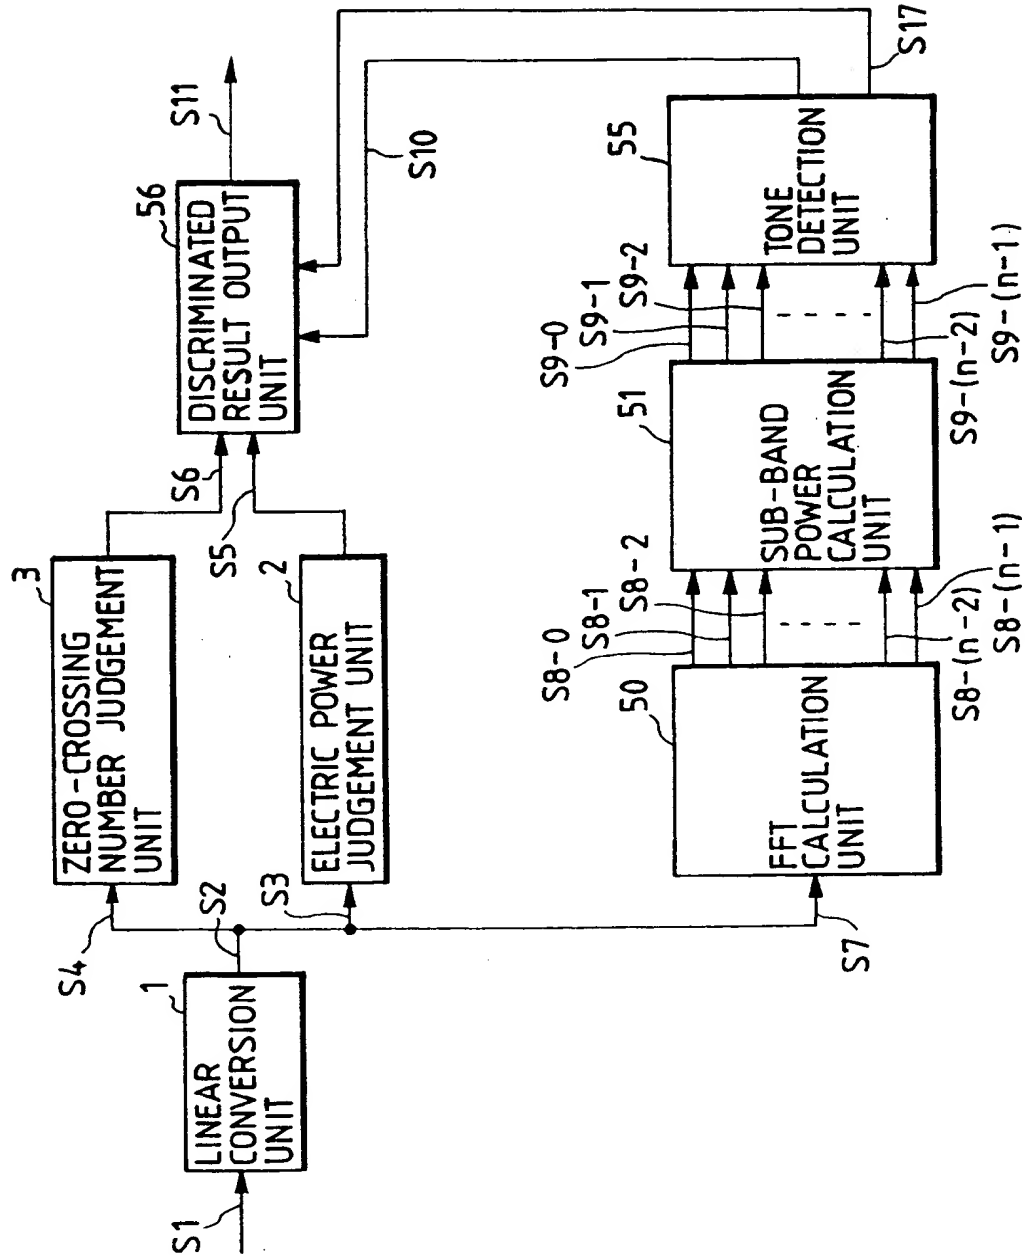 S1
1
LINEAR
CONVERSION
UNIT
S2
S4
S3
S7
3
ZERO-CROSSING
NUMBER JUDGEMENT
UNIT
2
ELECTRIC POWER
JUDGEMENT UNIT
S6
S5
56
DISCRIMINATED
RESULT OUTPUT
UNIT
S11
S10
S17
50
FFT
CALCULATION
UNIT
S8-0
S8-1
S8-2
S8-(n-2)
S8-(n-1)
51
SUB-BAND
POWER
CALCULATION
UNIT
S9-0
S9-1
S9-2
S9-(n-2)
S9-(n-1)
55
TONE
DETECTION
UNIT